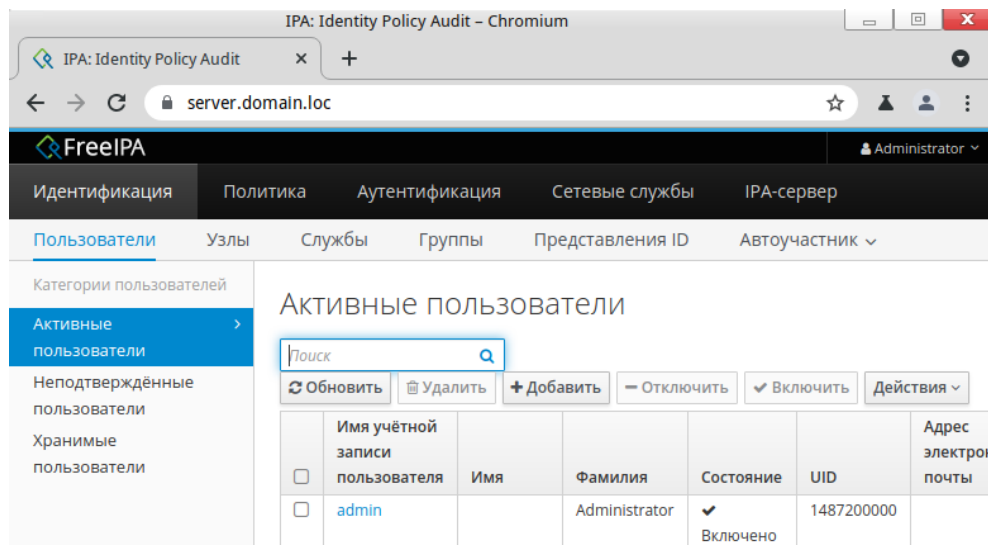 IPA: Identity Policy Audit – Chromium
IPA: Identity Policy Audit
server.domain.loc
FreeIPA
Administrator
Идентификация Политика Аутентификация Сетевые службы IPA-сервер
Пользователи Узлы Службы Группы Представления ID Автоучастник
Категории пользователей
Активные
пользователи
Неподтверждённые
пользователи
Хранимые
пользователи
Активные пользователи
Поиск
Обновить Удалить Добавить Отключить Включить Действия
Имя учётной
записи
пользователя
Имя
Фамилия
Состояние
UID
Адрес
электрон
почты
admin
Administrator
Включено
1487200000